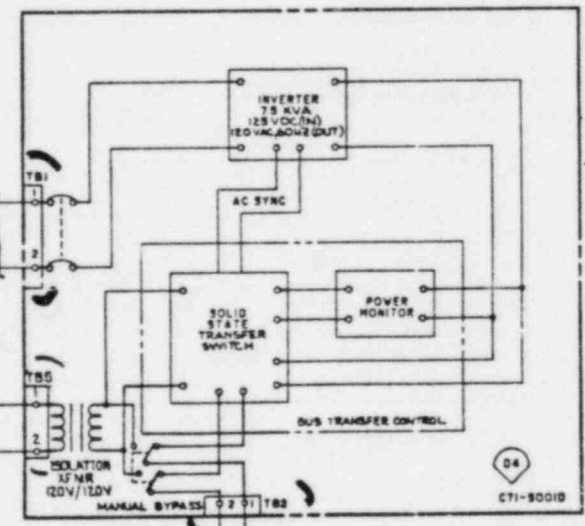 INVERTER
7.5 KVA
125 VDC(IN)
120 VAC,60HZ(OUT)
TB1
1
2
AC SYNC
SOLID
STATE
TRANSFER
SWITCH
POWER
MONITOR
TB5
1
2
BUS TRANSFER CONTROL
ISOLATION
XFMR
120V/120V
MANUAL BYPASS
2 1
TB2
D4
C71-S001D